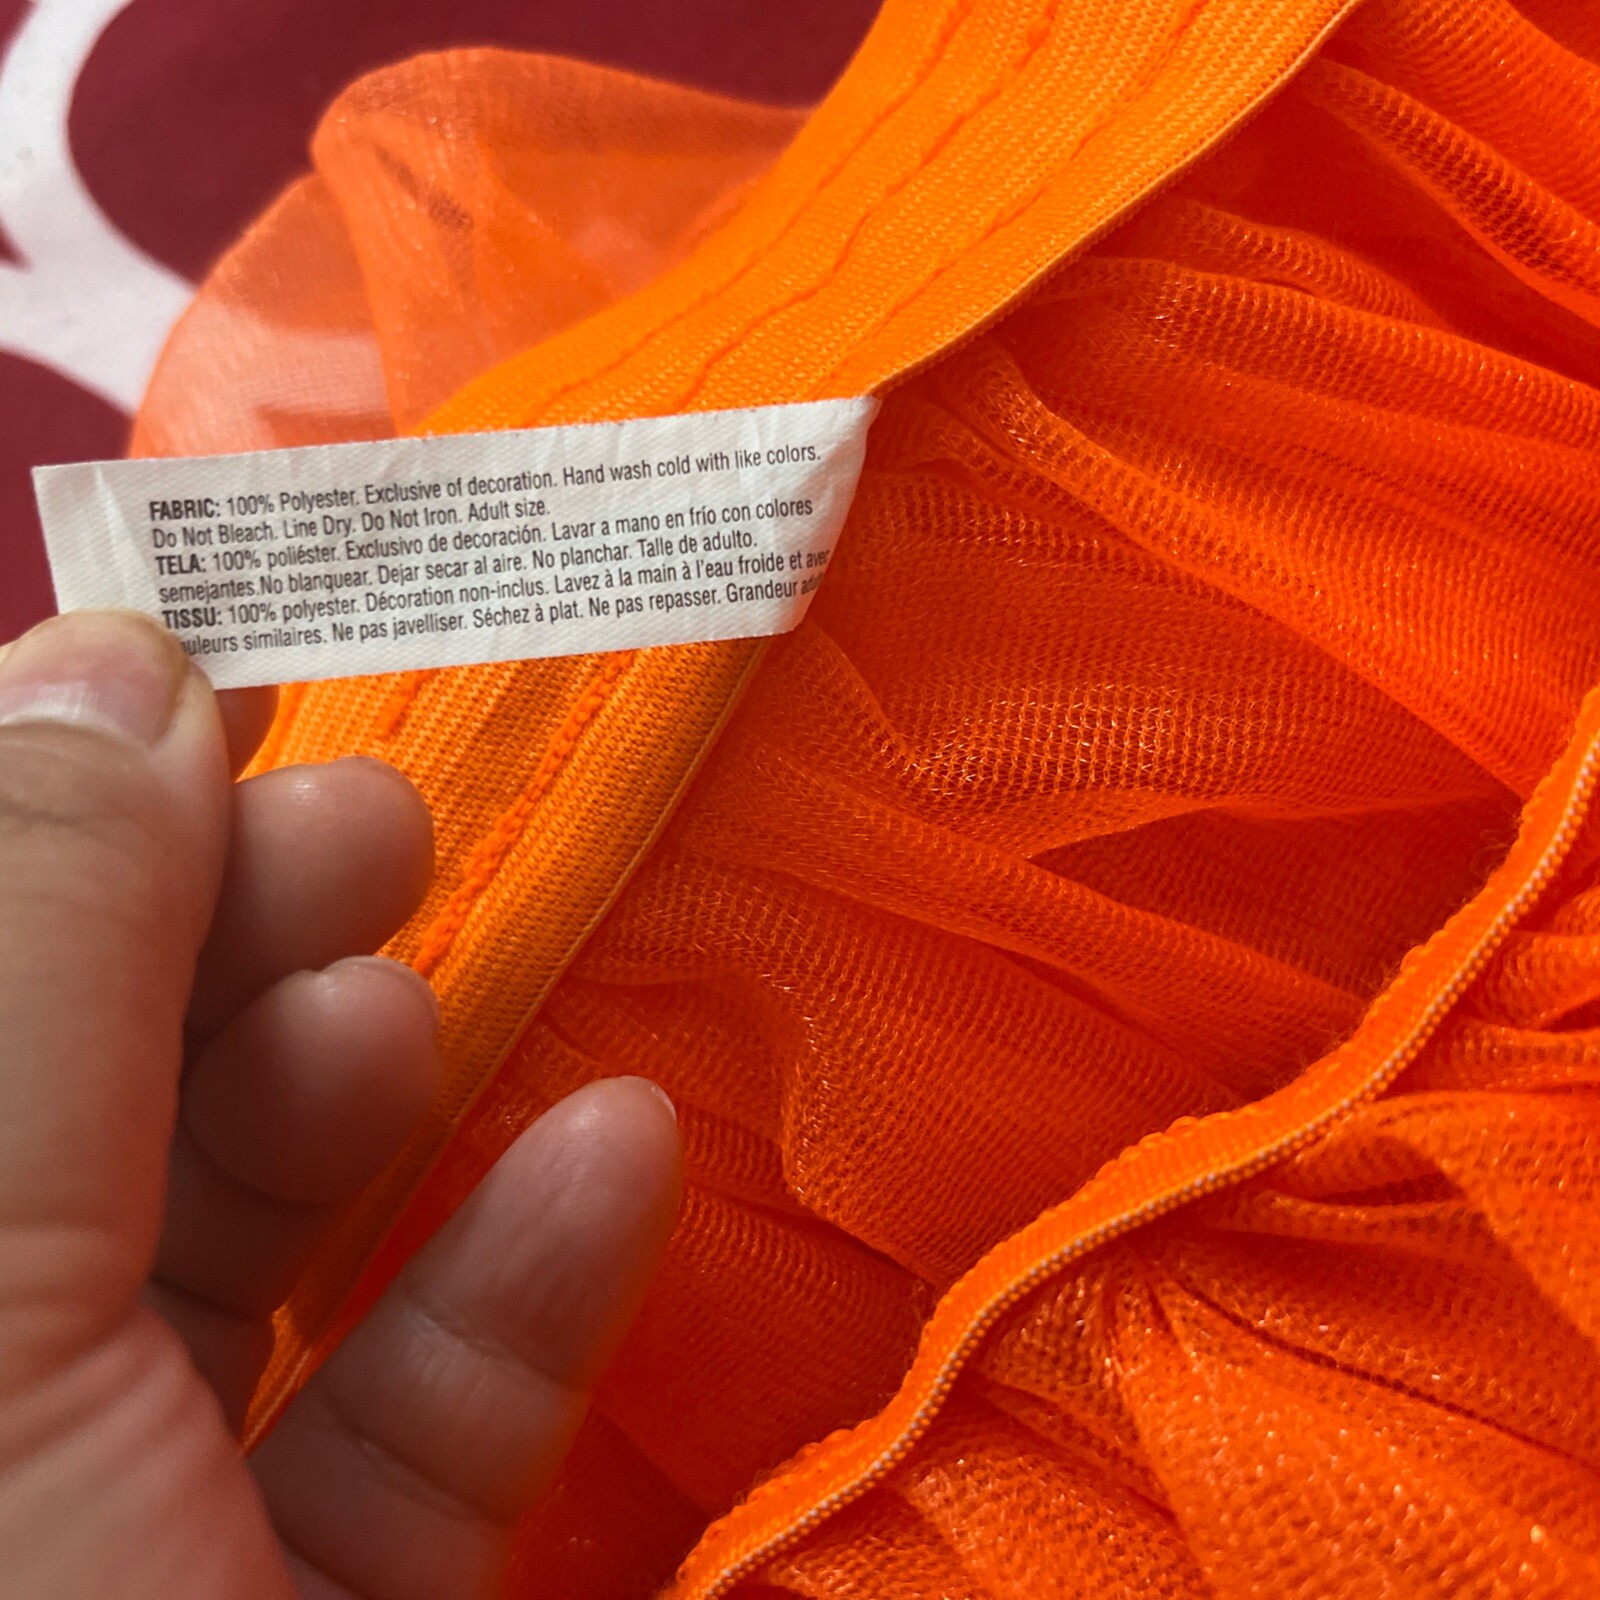 FABRIC: 100% Polyester. Exclusive of decoration. Hand wash cold with like colors.
Do Not Bleach. Line Dry. Do Not Iron. Adult size.
TELA: 100% poliéster. Exclusivo de decoración. Lavar a mano en frío con colores
semejantes.No blanquear. Dejar secar al aire. No planchar. Talle de adulto.
TISSU: 100% polyester. Décoration non-inclus. Lavez à la main à l'eau froide et avec
similaires. Ne pas javelliser. Séchez à plat. Ne pas repasser. Grandeur